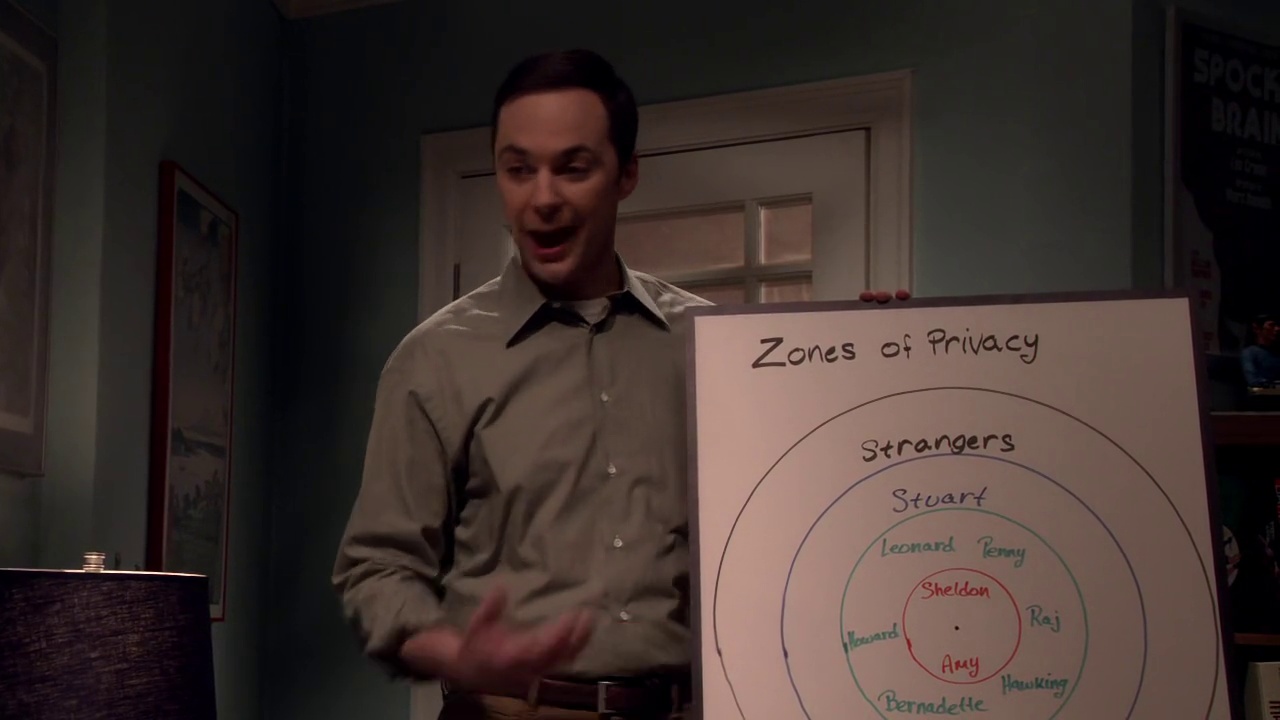 SPOCK
BRAIN
Zones of Privacy
Strangers
Stuart
Leonard Penny
Sheldon
Raj
Howard
Amy
Hawking
Bernadette